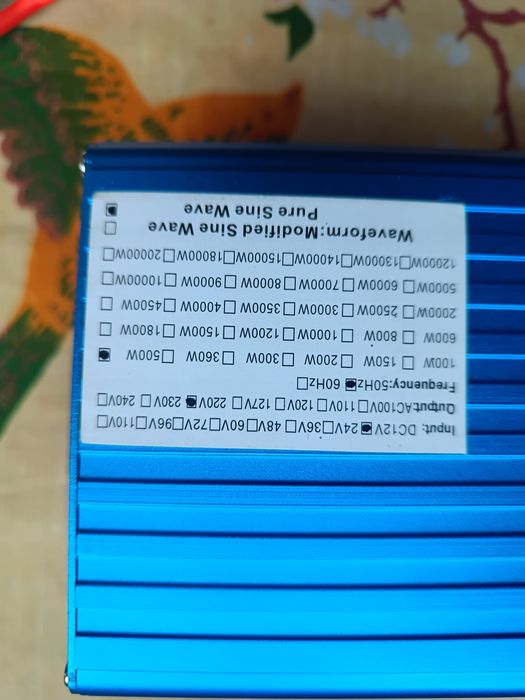 Input: DC12V■24V□36V□48V□60V□72V□96V□110V□
Output:AC100V□110V□120V□127V□220V■230V□240V□
Frequency:50Hz■60Hz□
100W □ 150W □ 200W □ 300W □ 360W □ 500W ■
600W □ 800W □ 1000W □ 1200W □ 1500W □ 1800W □
2000W □ 2500W □ 3000W □ 3500W □ 4000W □ 4500W □
5000W □ 6000W □ 7000W □ 8000W □ 9000W □ 10000W □
12000W□13000W□14000W□15000W□18000W□20000W□
Waveform:Modified Sine Wave □
Pure Sine Wave ■